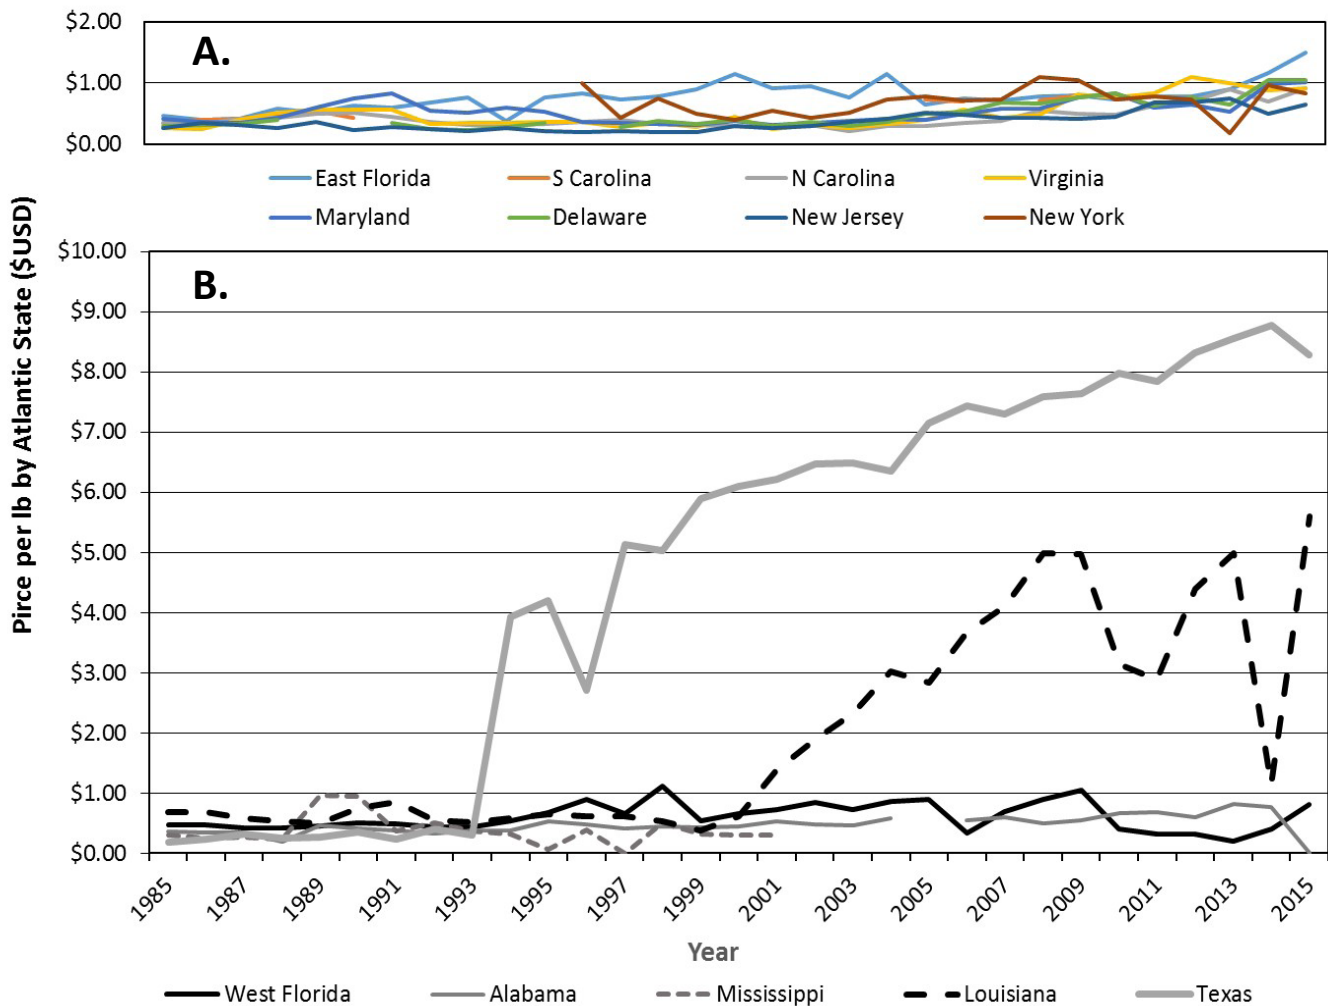 $2.00
A.
$1.00
$0.00
East Florida S Carolina N Carolina Virginia
Maryland Delaware New Jersey New York
Pirce per lb by Atlantic State ($USD)
$10.00
B.
$9.00
$8.00
$7.00
$6.00
$5.00
$4.00
$3.00
$2.00
$1.00
$0.00
1985 1987 1989 1991 1993 1995 1997 1999 2001 2003 2005 2007 2009 2011 2013 2015
Year
West Florida Alabama Mississippi Louisiana Texas